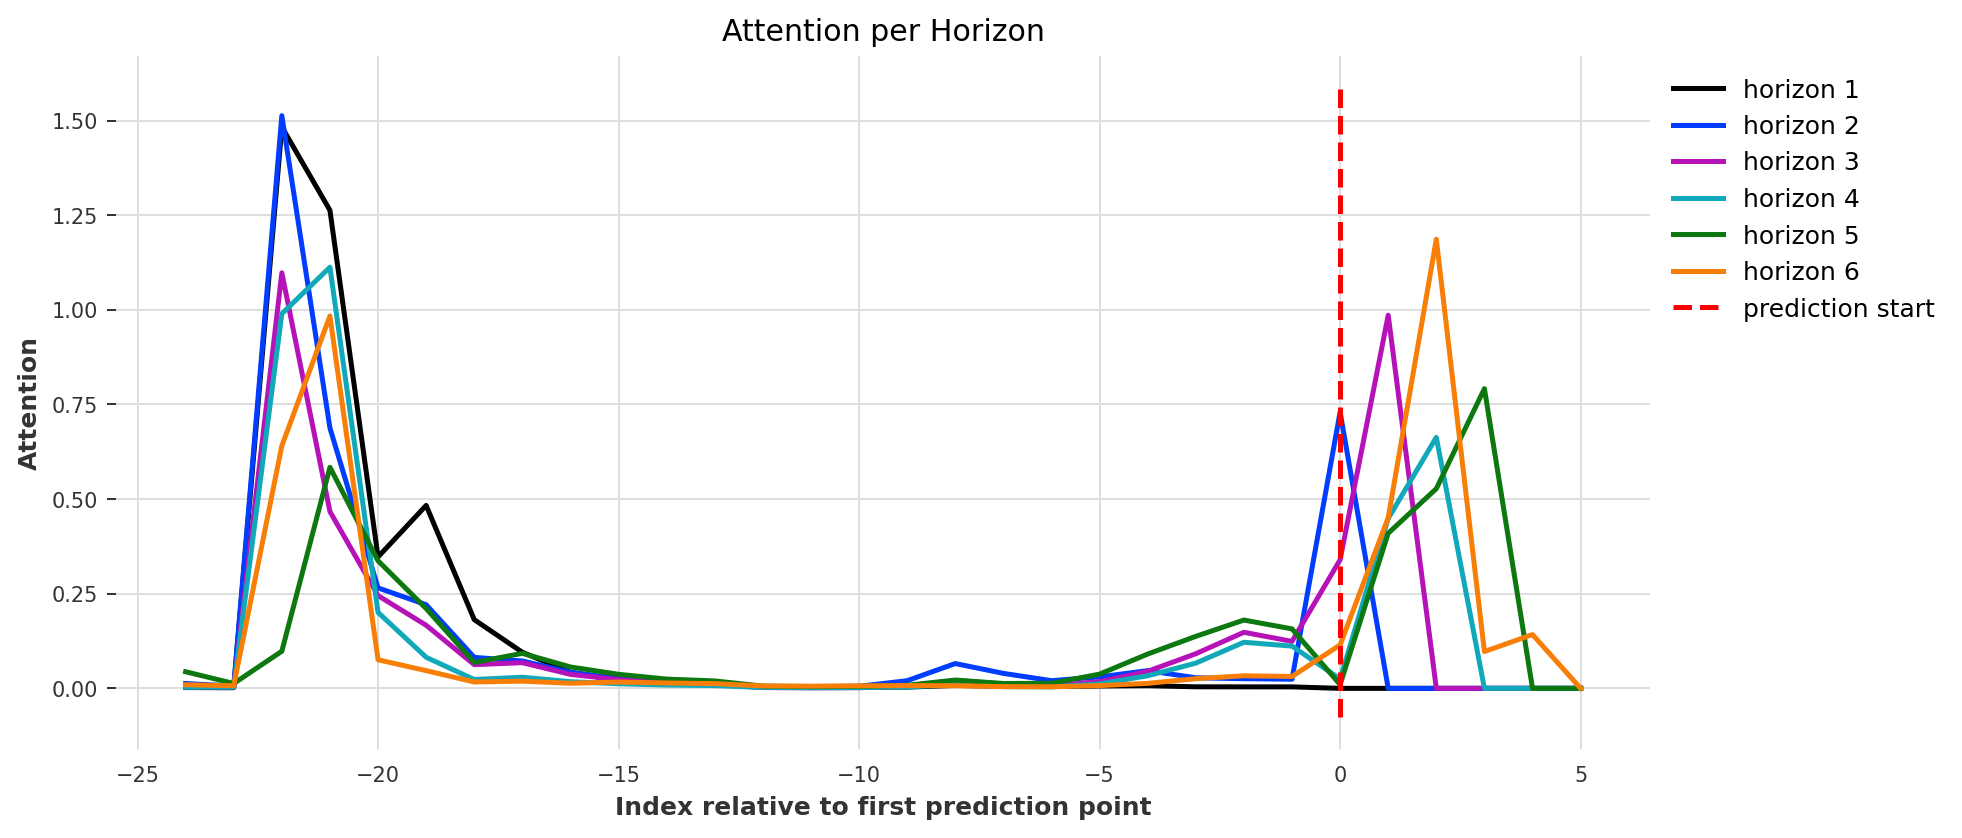 Attention per Horizon
1.50
1.25
1.00
0.75
0.50
0.25
0.00
Attention
−25
−20
−15
−10
−5
0
5
Index relative to first prediction point
horizon 1
horizon 2
horizon 3
horizon 4
horizon 5
horizon 6
prediction start